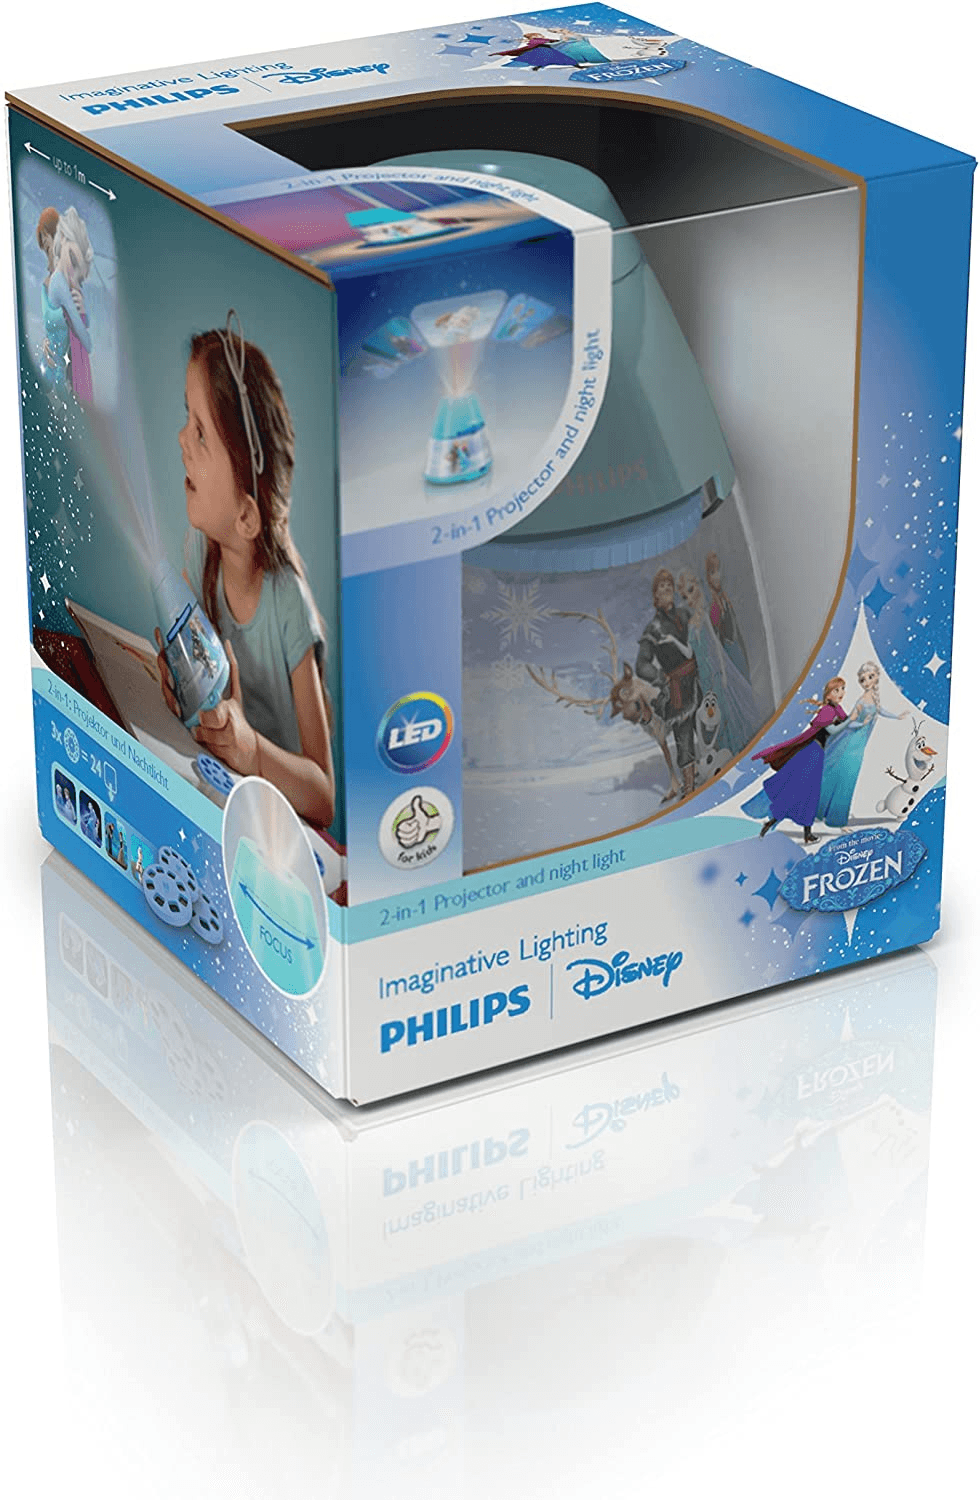 Imaginative Lighting
PHILIPS
Disney
FROZEN
up to 1m
2-in-1 Projector and night light
2-in-1 Projector and night light
PHILIPS
LED
for kids
2-in-1: Projektor und Nachtlicht
3x = 24
FOCUS
2-in-1 Projector and night light
Imaginative Lighting
PHILIPS
Disney
From the movie
Disney
FROZEN